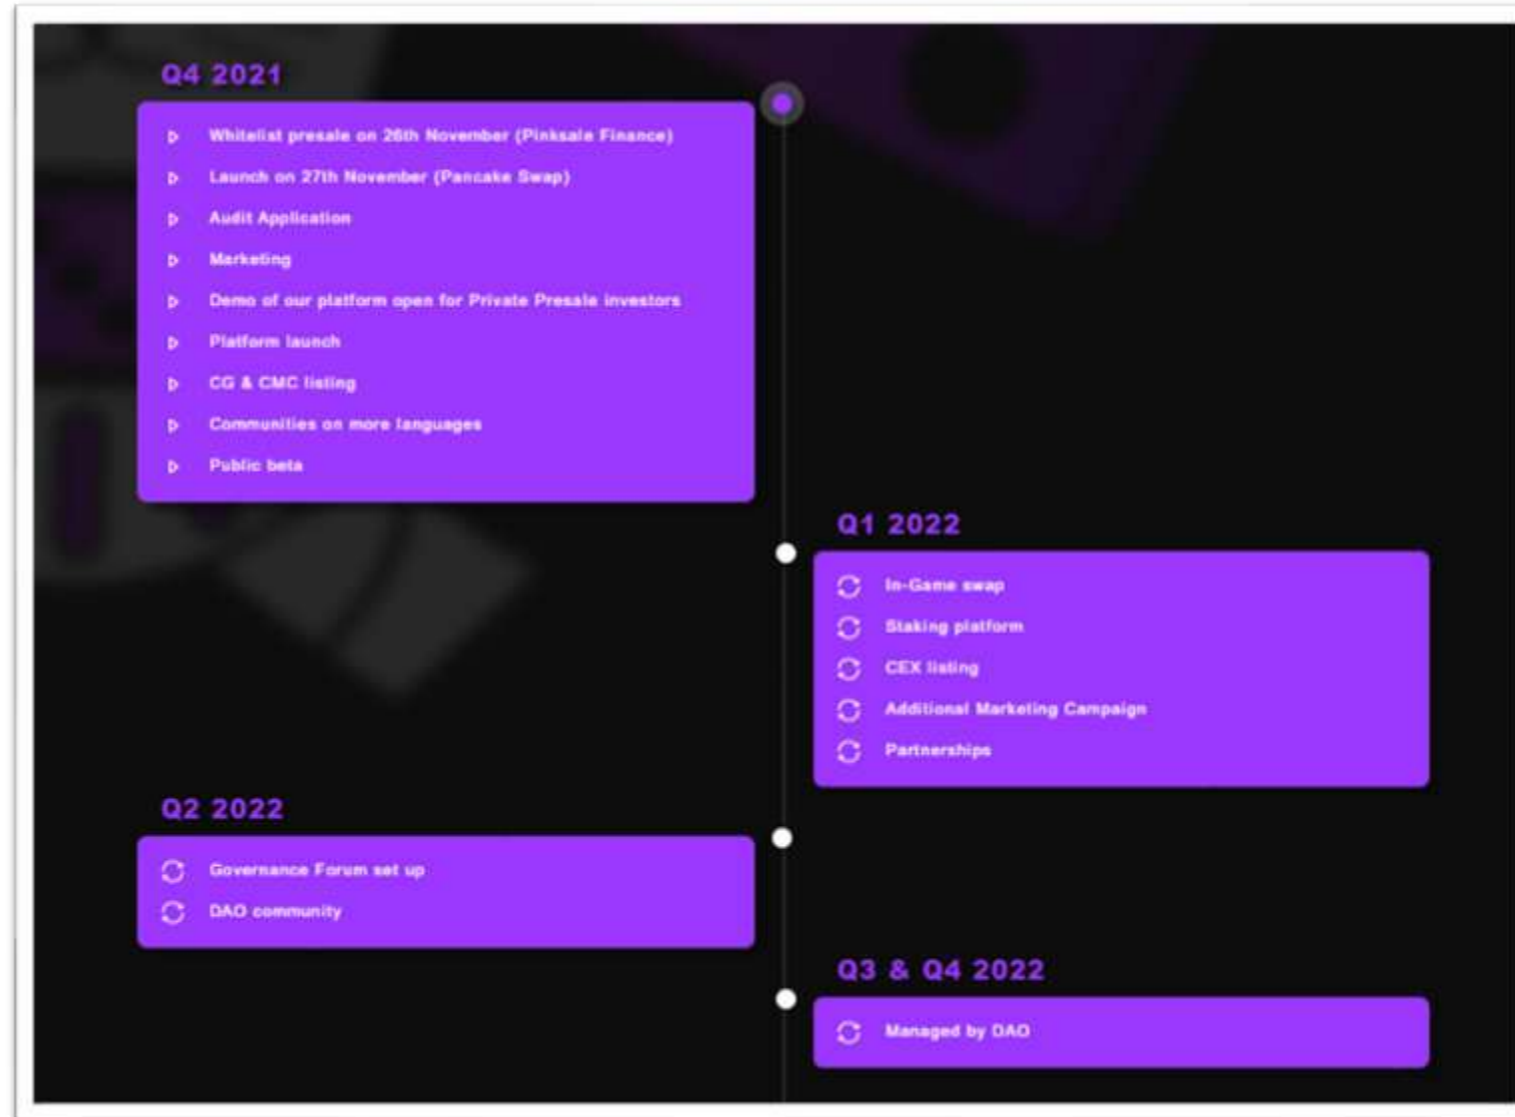 Q4 2021
Whitelist presale on 26th November (Pinksale Finance)
Launch on 27th November (Pancake Swap)
Audit Application
Marketing
Demo of our platform open for Private Presale investors
Platform launch
CG & CMC listing
Communities on more languages
Public beta
Q1 2022
In-Game swap
Staking platform
CEX listing
Additional Marketing Campaign
Partnerships
Q2 2022
Governance Forum set up
DAO community
Q3 & Q4 2022
Managed by DAO